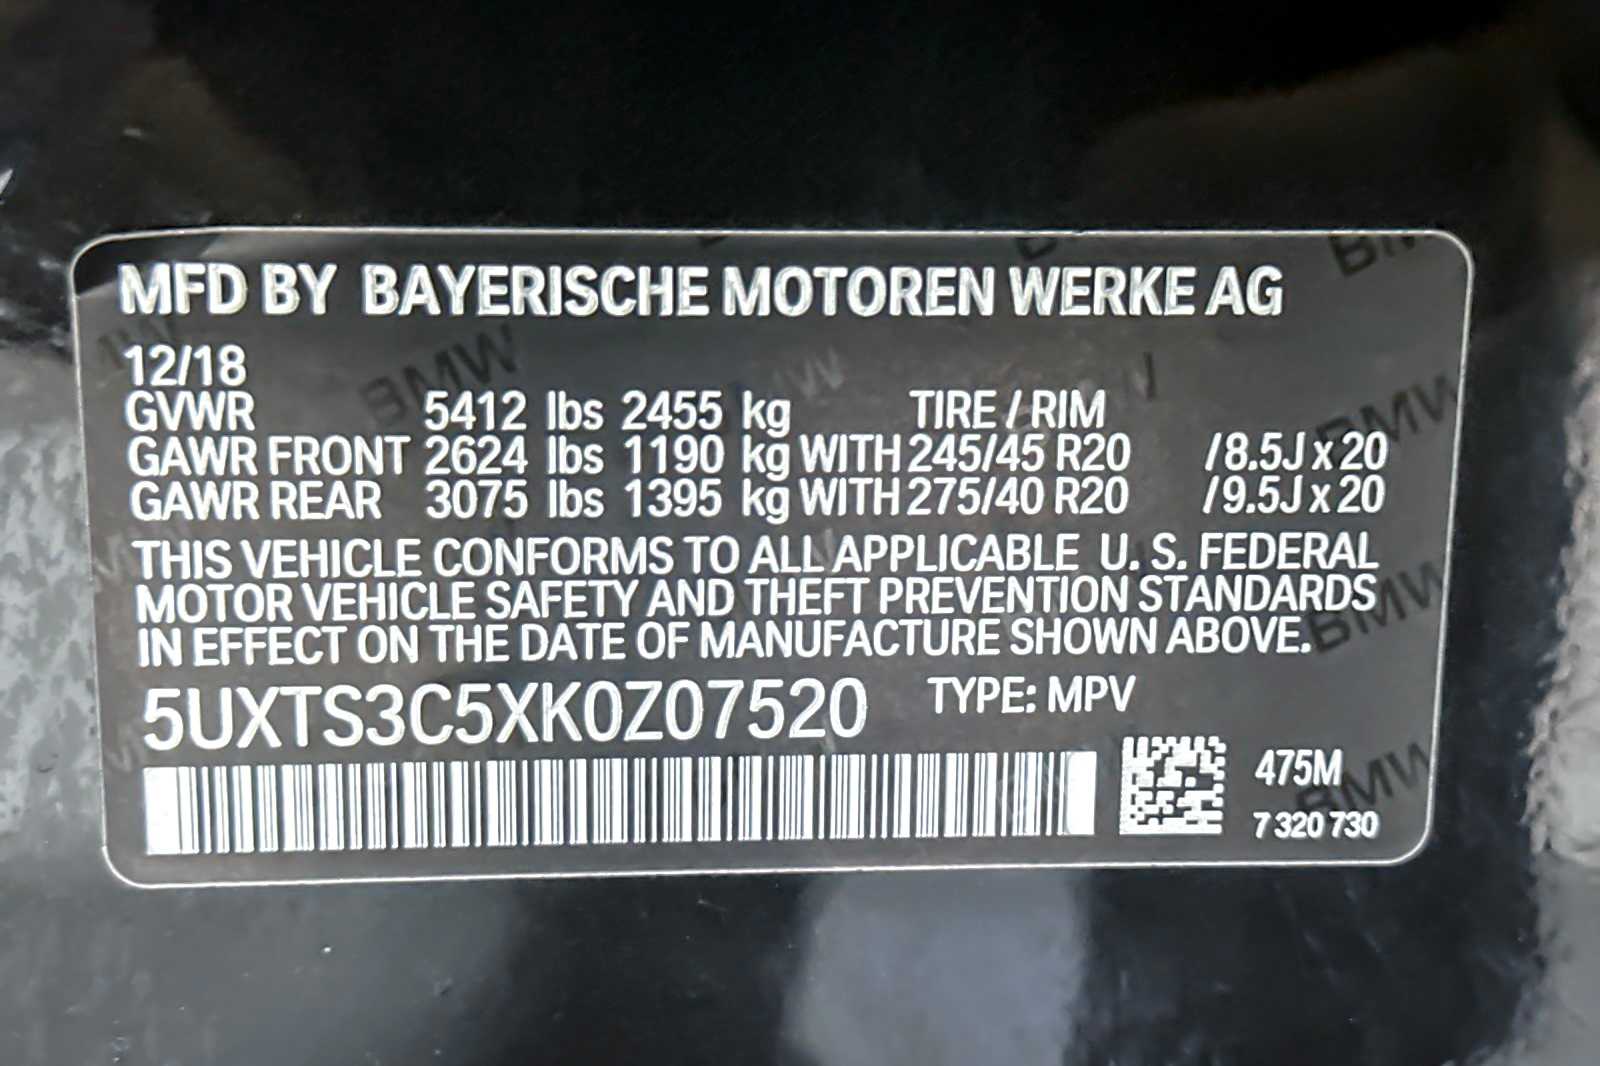 MFD BY BAYERISCHE MOTOREN WERKE AG
12/18
GVWR 5412 lbs 2455 kg TIRE / RIM
GAWR FRONT 2624 lbs 1190 kg WITH 245/45 R20 /8.5J x 20
GAWR REAR 3075 lbs 1395 kg WITH 275/40 R20 /9.5J x 20
THIS VEHICLE CONFORMS TO ALL APPLICABLE U. S. FEDERAL
MOTOR VEHICLE SAFETY AND THEFT PREVENTION STANDARDS
IN EFFECT ON THE DATE OF MANUFACTURE SHOWN ABOVE.
5UXTS3C5XK0Z07520 TYPE: MPV
475M
7 320 730